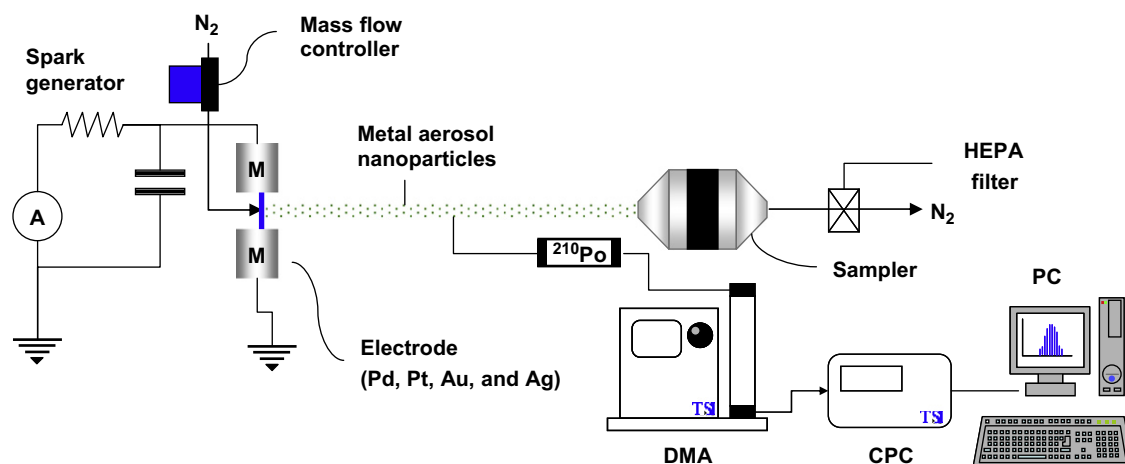 N2
Mass flow
controller
Spark
generator
Metal aerosol
nanoparticles
HEPA
filter
M
A
N2
M
210Po
Sampler
PC
Electrode
(Pd, Pt, Au, and Ag)
TSI
TSI
DMA
CPC